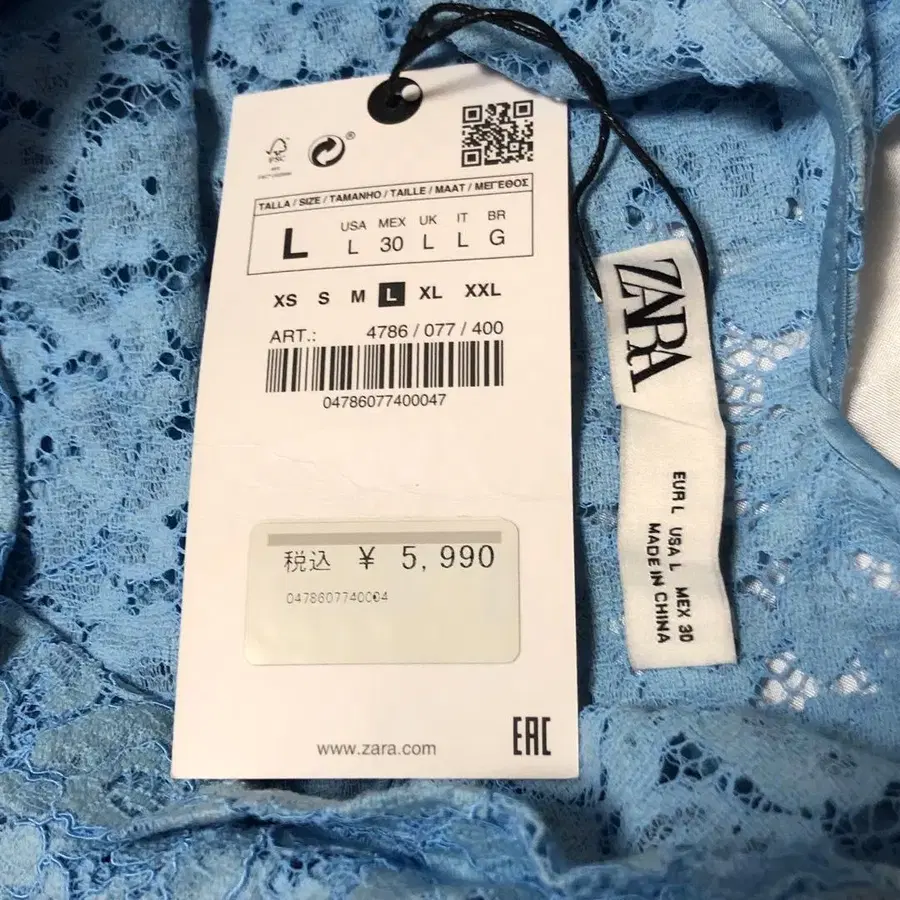 FSC
TALLA / SIZE / TAMANHO / TAILLE / MAAT / ΜΕΓΕΘΟΣ
L
USA MEX UK IT BR
L 30 L L G
XS S M L XL XXL
ART.: 4786 / 077 / 400
04786077400047
税込 ¥ 5,990
0478607740004
www.zara.com
EAC
ZARA
EUR L USA L MEX 30
MADE IN CHINA